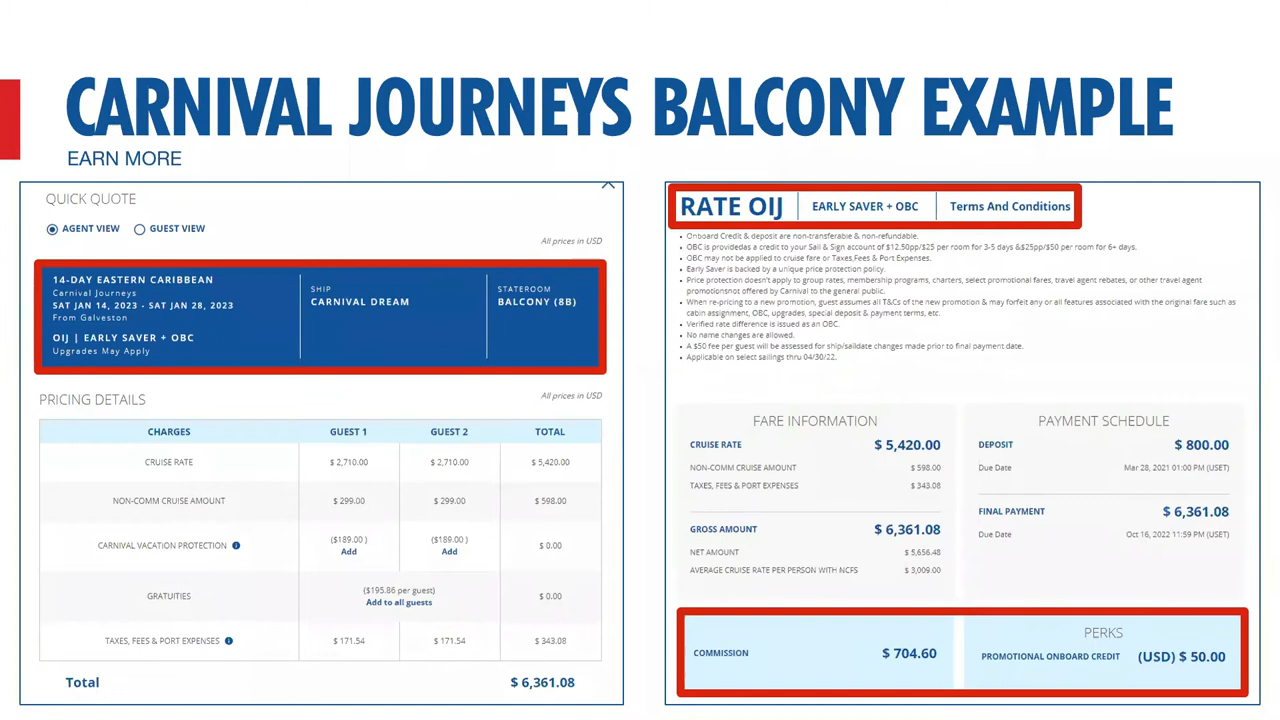 CARNIVAL JOURNEYS BALCONY EXAMPLE
EARN MORE
QUICK QUOTE
AGENT VIEW GUEST VIEW
All prices in USD
14-DAY EASTERN CARIBBEAN
Carnival Journeys
SAT JAN 14, 2023 - SAT JAN 28, 2023
From Galveston
OIJ | EARLY SAVER + OBC
Upgrades May Apply
SHIP
CARNIVAL DREAM
STATEROOM
BALCONY (8B)
PRICING DETAILS
All prices in USD
CHARGES GUEST 1 GUEST 2 TOTAL
CRUISE RATE $ 2,710.00 $ 2,710.00 $ 5,420.00
NON-COMM CRUISE AMOUNT $ 299.00 $ 299.00 $ 598.00
CARNIVAL VACATION PROTECTION ($189.00 ) Add ($189.00 ) Add $ 0.00
GRATUITIES ($195.86 per guest) Add to all guests $ 0.00
TAXES, FEES & PORT EXPENSES $ 171.54 $ 171.54 $ 343.08
Total $ 6,361.08
RATE OIJ EARLY SAVER + OBC Terms And Conditions
• Onboard Credit & deposit are non-transferable & non-refundable.
• OBC is providedas a credit to your Sail & Sign account of $12.50pp/$25 per room for 3-5 days &$25pp/$50 per room for 6+ days.
• OBC may not be applied to cruise fare or Taxes,Fees & Port Expenses.
• Early Saver is backed by a unique price protection policy.
• Price protection doesn't apply to group rates, membership programs, charters, select promotional fares, travel agent rebates, or other travel agent
promotionsnot offered by Carnival to the general public.
• When re-pricing to a new promotion, guest assumes all T&Cs of the new promotion & may forfeit any or all features associated with the original fare such as
cabin assignment, OBC, upgrades, special deposit & payment terms, etc.
• Verified rate difference is issued as an OBC.
• No name changes are allowed.
• A $50 fee per guest will be assessed for ship/saildate changes made prior to final payment date.
• Applicable on select sailings thru 04/30/22.
FARE INFORMATION
CRUISE RATE $ 5,420.00
NON-COMM CRUISE AMOUNT $ 598.00
TAXES, FEES & PORT EXPENSES $ 343.08
GROSS AMOUNT $ 6,361.08
NET AMOUNT $ 5,656.48
AVERAGE CRUISE RATE PER PERSON WITH NCFS $ 3,009.00
PAYMENT SCHEDULE
DEPOSIT $ 800.00
Due Date Mar 28, 2021 01:00 PM (USET)
FINAL PAYMENT $ 6,361.08
Due Date Oct 16, 2022 11:59 PM (USET)
COMMISSION $ 704.60
PERKS
PROMOTIONAL ONBOARD CREDIT (USD) $ 50.00